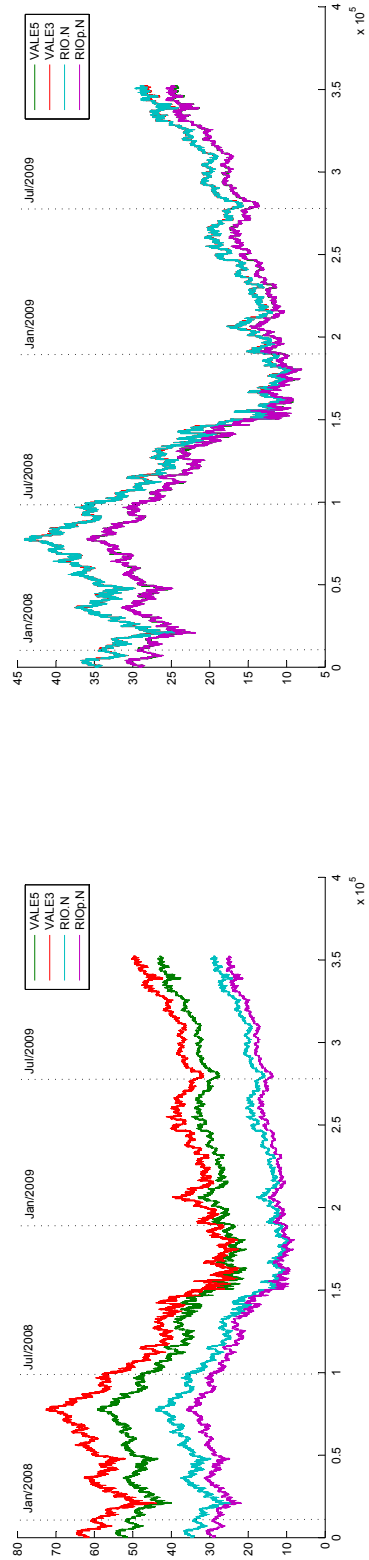 80
70
60
50
40
30
20
10
0
0
0.5
1
1.5
2
2.5
3
3.5
4
x 10^5
Jan/2008
Jul/2008
Jan/2009
Jul/2009
VALE5
VALE3
RIO.N
RIOp.N
45
40
35
30
25
20
15
10
5
0
0.5
1
1.5
2
2.5
3
3.5
4
x 10^5
Jan/2008
Jul/2008
Jan/2009
Jul/2009
VALE5
VALE3
RIO.N
RIOp.N